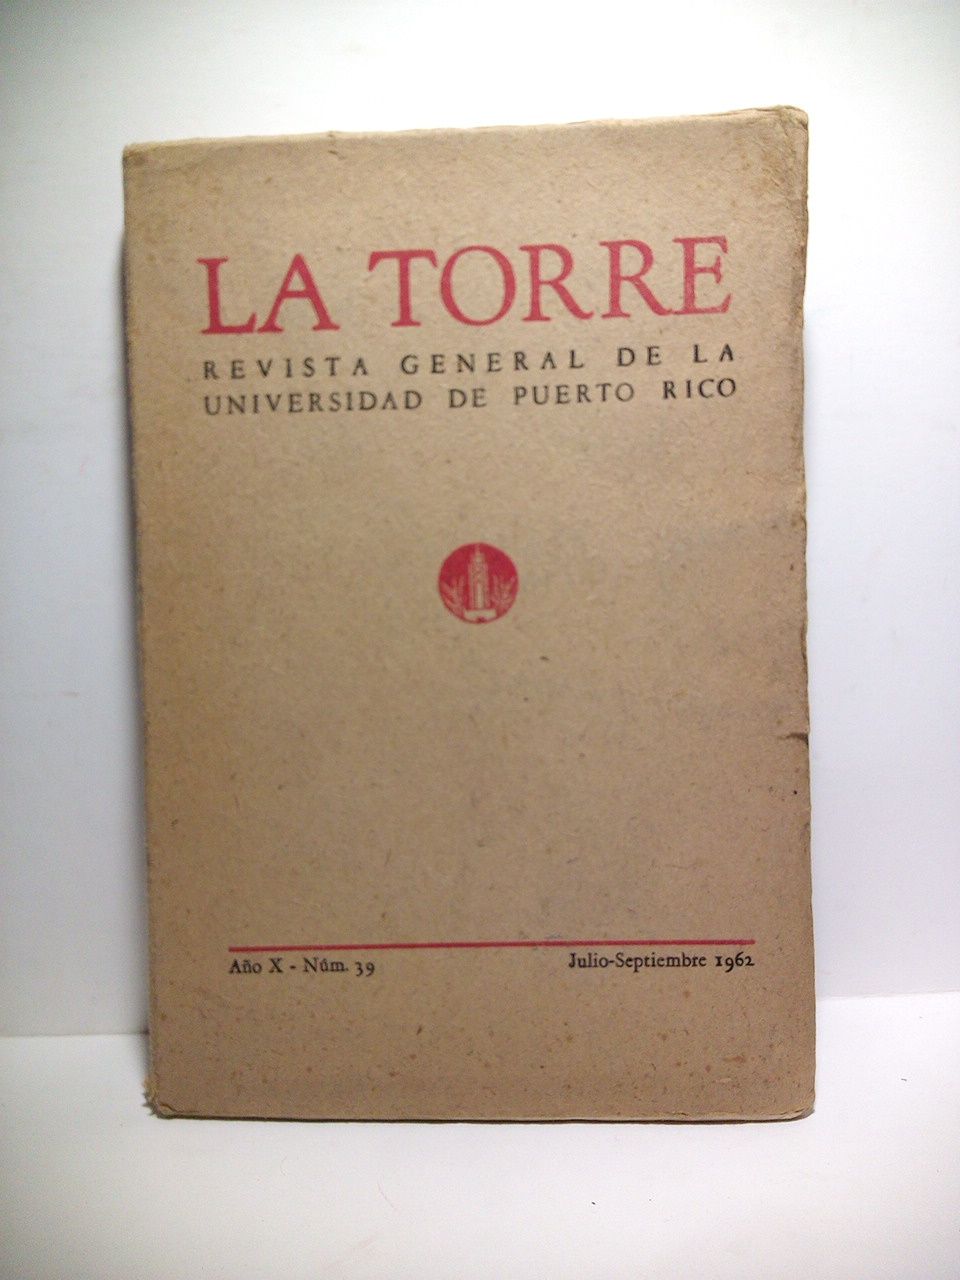 LA TORRE
REVISTA GENERAL DE LA
UNIVERSIDAD DE PUERTO RICO
Año X - Núm. 39
Julio-Septiembre 1962